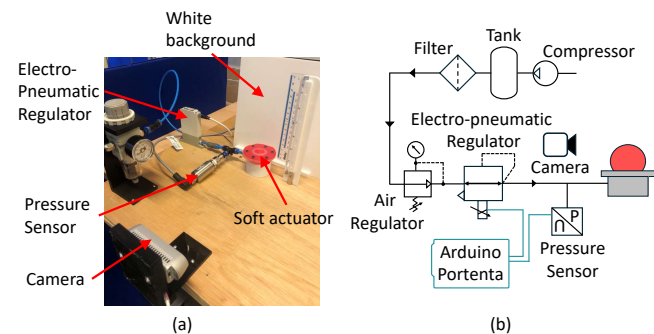 White
background
Electro-
Pneumatic
Regulator
Pressure
Sensor
Soft actuator
Camera
(a)
Tank
Filter
Compressor
Electro-pneumatic
Regulator
Camera
Air
Regulator
P
Arduino
Portenta
Pressure
Sensor
(b)